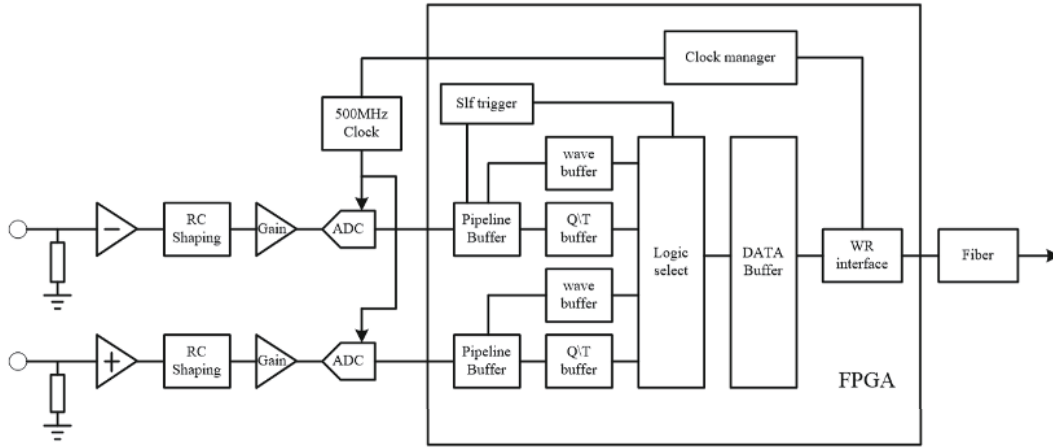 Clock manager
500MHz
Clock
Slf trigger
wave
buffer
RC
Shaping
Gain
ADC
Pipeline
Buffer
Q\T
buffer
Logic
select
DATA
Buffer
WR
interface
Fiber
wave
buffer
RC
Shaping
Gain
ADC
Pipeline
Buffer
Q\T
buffer
FPGA